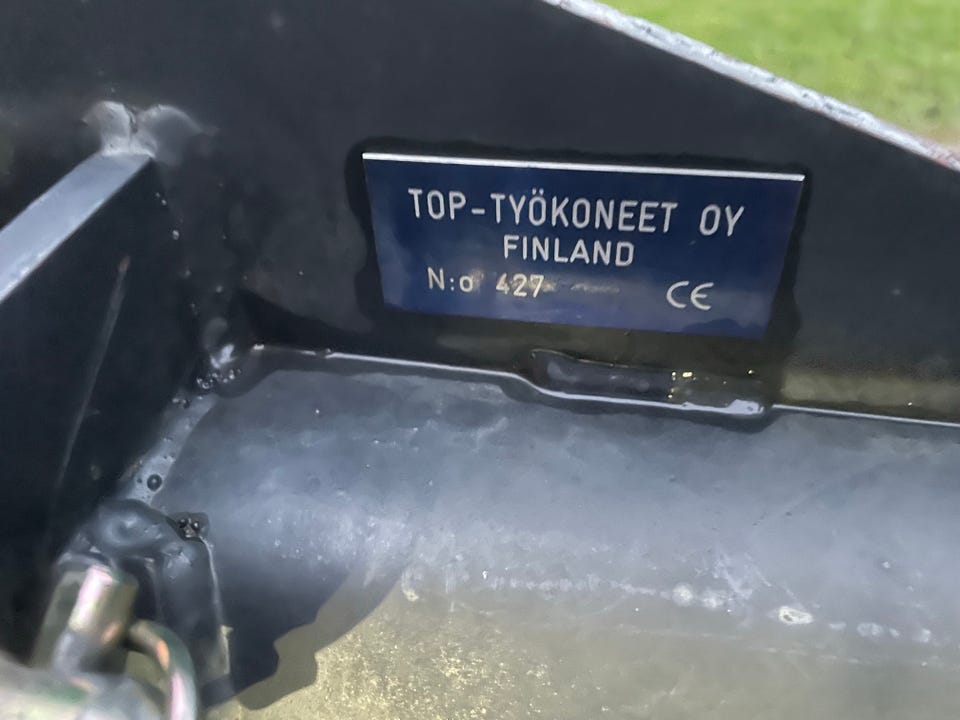 TOP-TYÖKONEET OY
FINLAND
N:o 427
CE